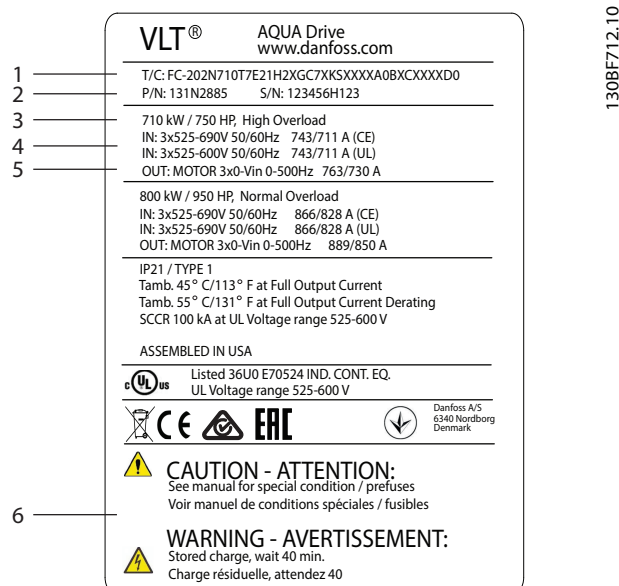 VLT® AQUA Drive
www.danfoss.com
1 T/C: FC-202N710T7E21H2XGC7XKSXXXXA0BXCXXXXD0
2 P/N: 131N2885 S/N: 123456H123
3 710 kW / 750 HP, High Overload
4 IN: 3x525-690V 50/60Hz 743/711 A (CE)
IN: 3x525-600V 50/60Hz 743/711 A (UL)
5 OUT: MOTOR 3x0-Vin 0-500Hz 763/730 A
800 kW / 950 HP, Normal Overload
IN: 3x525-690V 50/60Hz 866/828 A (CE)
IN: 3x525-690V 50/60Hz 866/828 A (UL)
OUT: MOTOR 3x0-Vin 0-500Hz 889/850 A
IP21 / TYPE 1
Tamb. 45° C/113° F at Full Output Current
Tamb. 55° C/131° F at Full Output Current Derating
SCCR 100 kA at UL Voltage range 525-600 V
ASSEMBLED IN USA
c UL us Listed 36U0 E70524 IND. CONT. EQ.
UL Voltage range 525-600 V
CE EAC Danfoss A/S
6340 Nordborg
Denmark
CAUTION - ATTENTION:
See manual for special condition / prefuses
Voir manuel de conditions spéciales / fusibles
6
WARNING - AVERTISSEMENT:
Stored charge, wait 40 min.
Charge résiduelle, attendez 40
130BF712.10